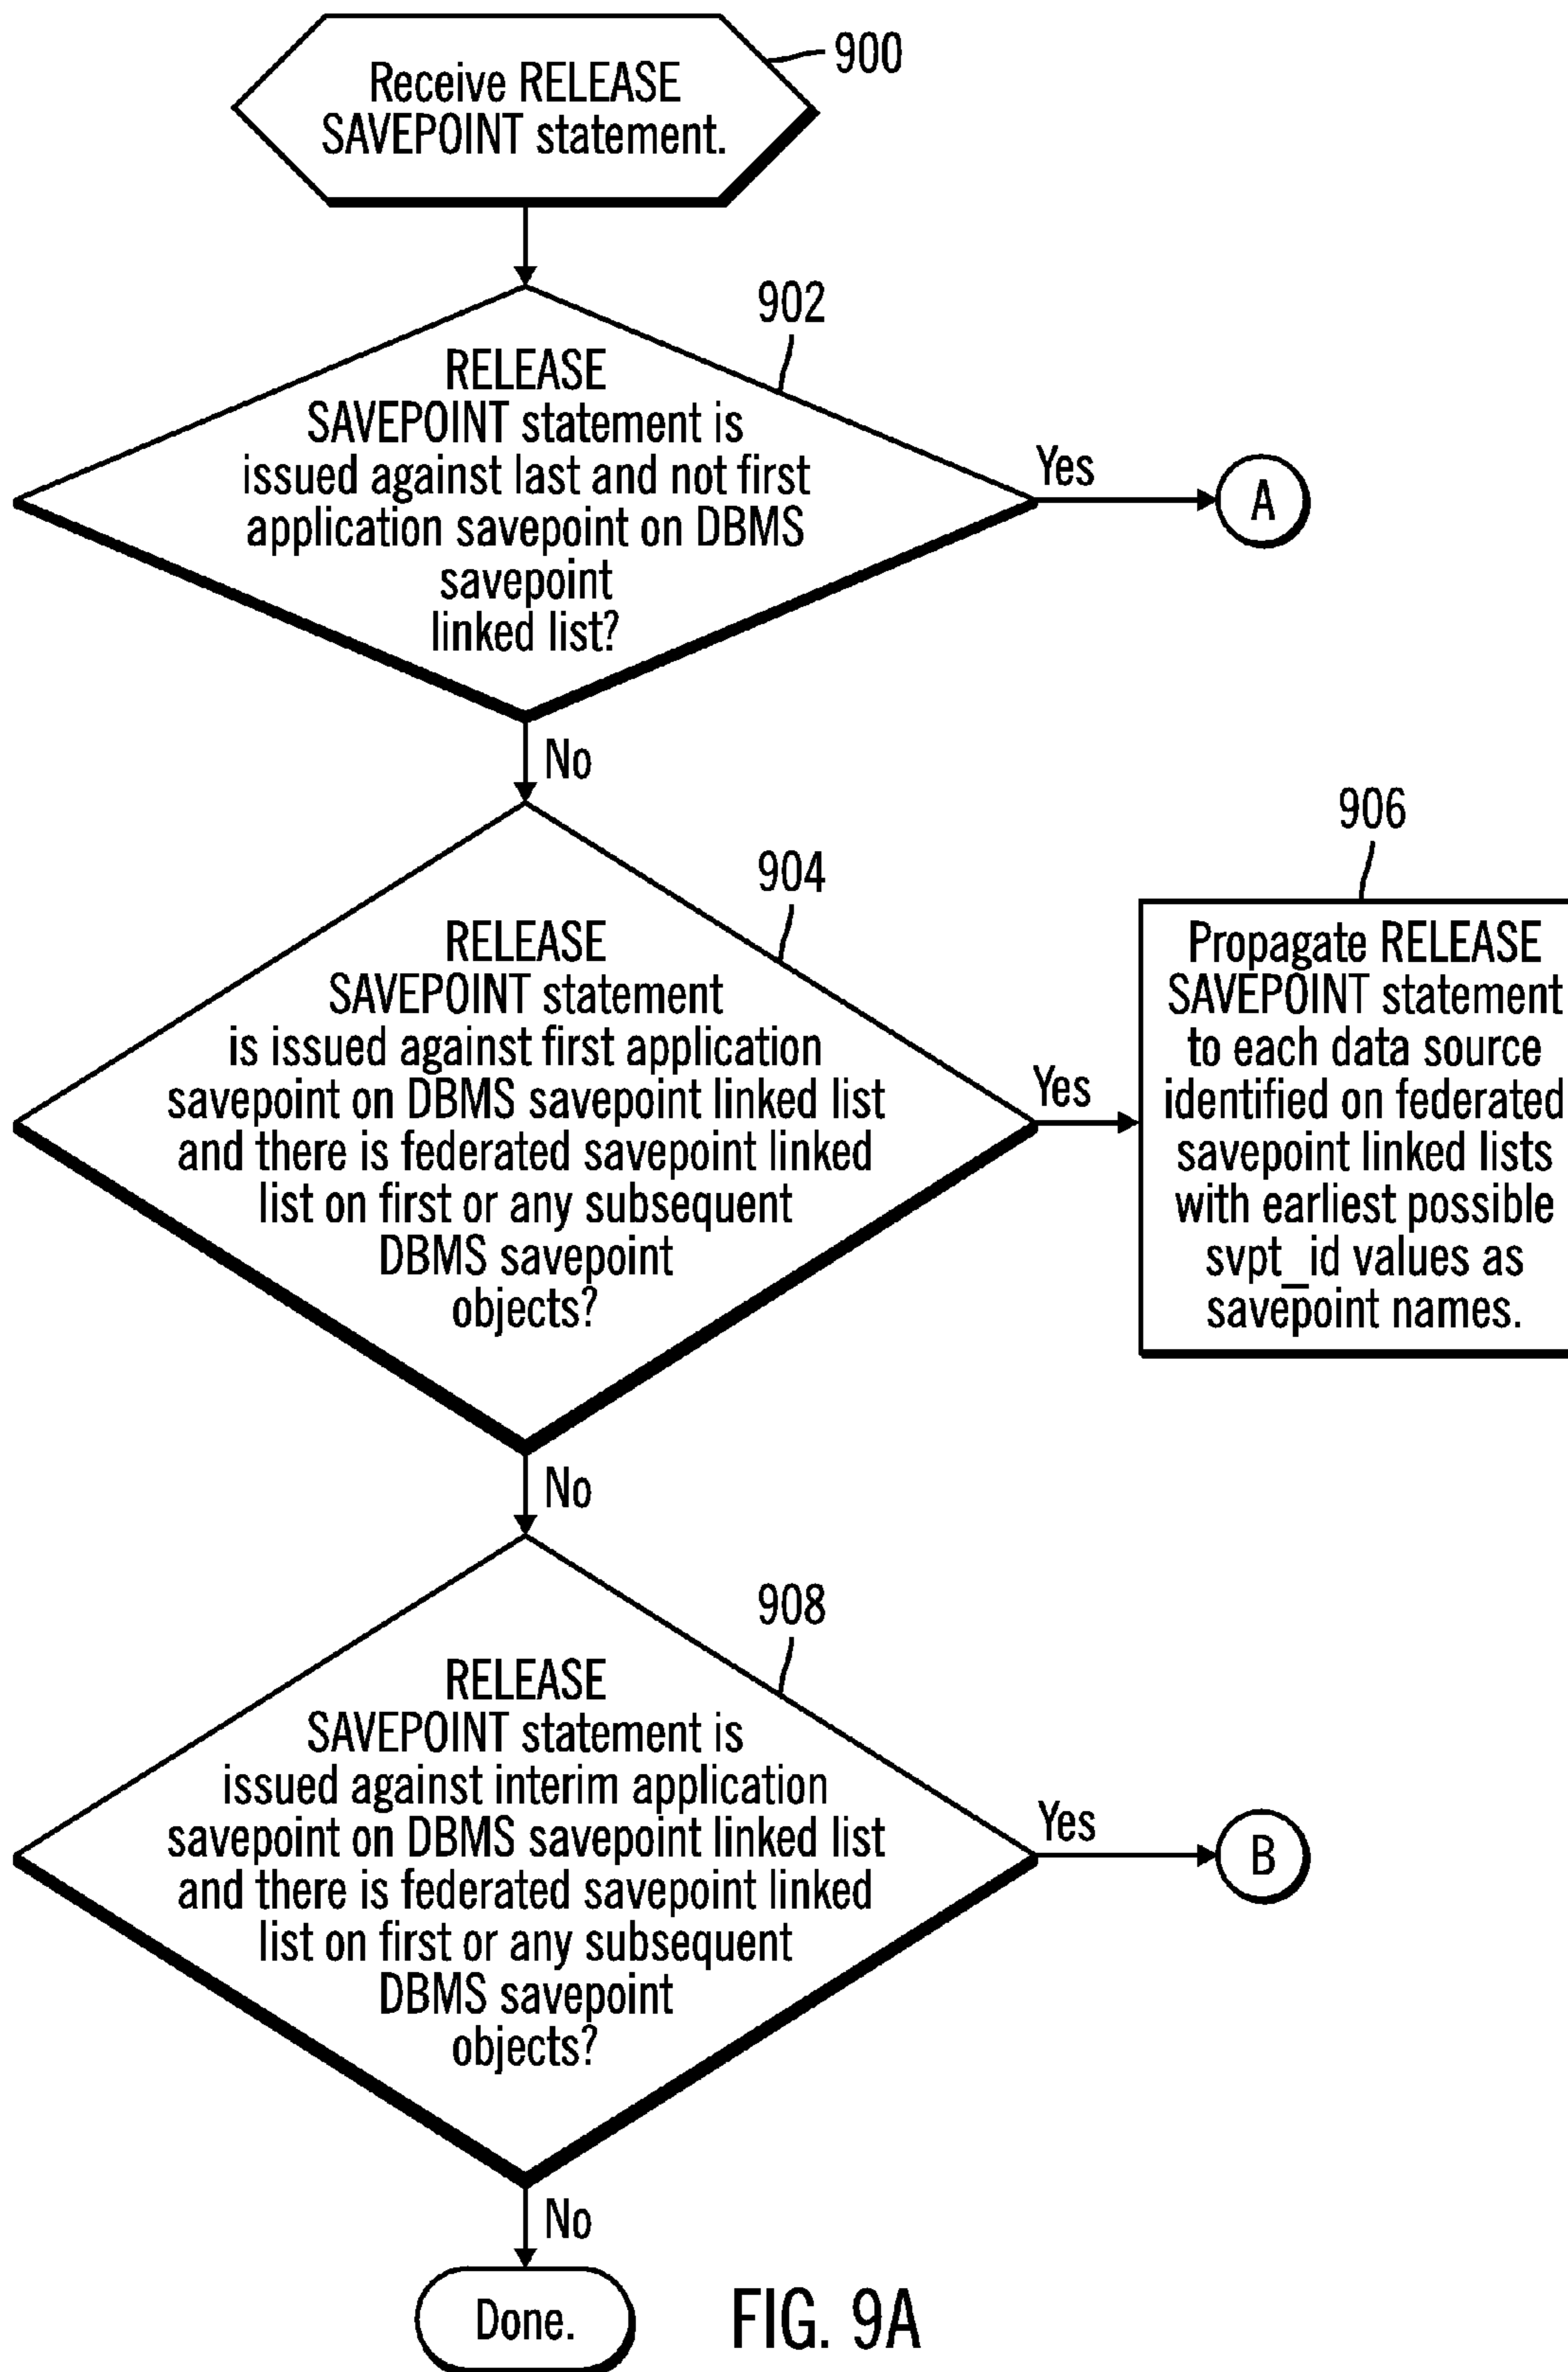 900
Receive RELEASE
SAVEPOINT statement.
902
RELEASE
SAVEPOINT statement is
issued against last and not first
application savepoint on DBMS
savepoint
linked list?
Yes
A
No
904
RELEASE
SAVEPOINT statement
is issued against first application
savepoint on DBMS savepoint linked list
and there is federated savepoint linked
list on first or any subsequent
DBMS savepoint
objects?
Yes
906
Propagate RELEASE
SAVEPOINT statement
to each data source
identified on federated
savepoint linked lists
with earliest possible
svpt_id values as
savepoint names.
No
908
RELEASE
SAVEPOINT statement is
issued against interim application
savepoint on DBMS savepoint linked list
and there is federated savepoint linked
list on first or any subsequent
DBMS savepoint
objects?
Yes
B
No
Done.
FIG. 9A